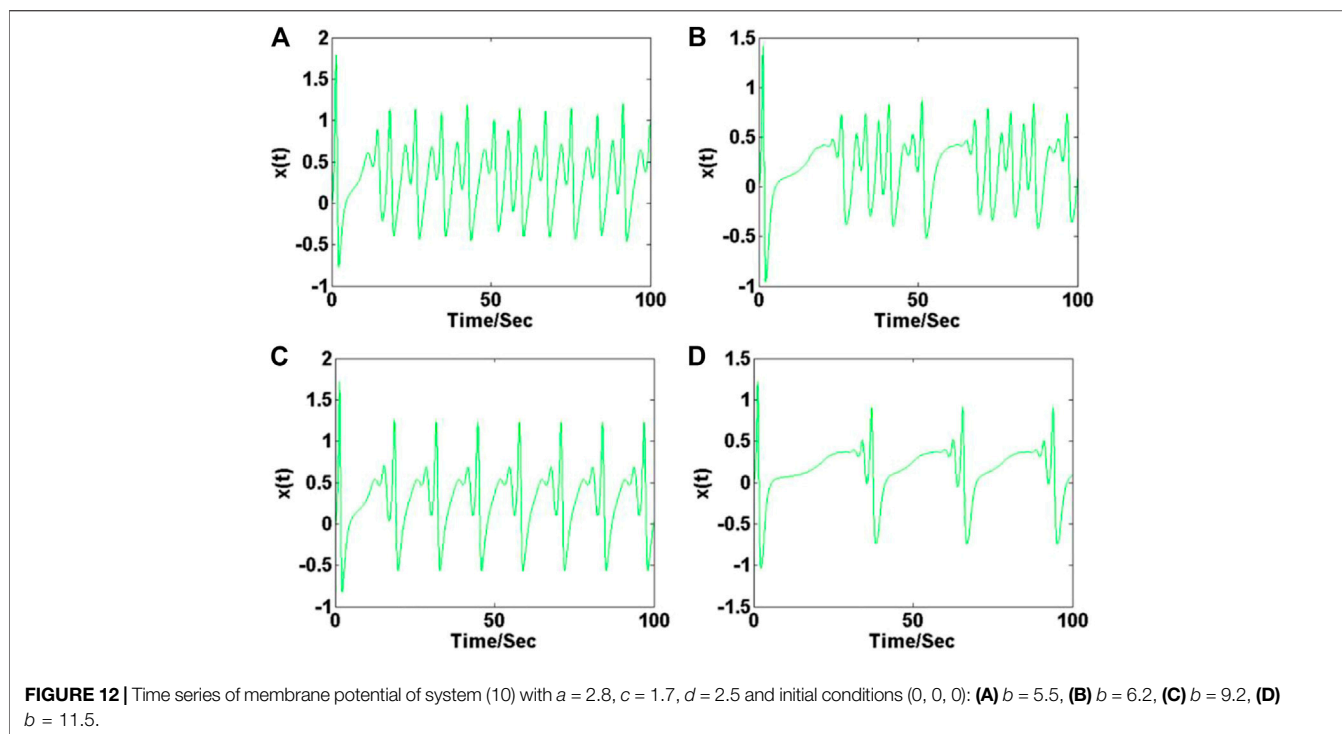 A
2
1.5
1
0.5
0
-0.5
-1
x(t)
0 50 100
Time/Sec
B
1.5
1
0.5
0
-0.5
-1
x(t)
0 50 100
Time/Sec
C
2
1.5
1
0.5
0
-0.5
-1
x(t)
0 50 100
Time/Sec
D
1.5
1
0.5
0
-0.5
-1
-1.5
x(t)
0 50 100
Time/Sec
FIGURE 12 | Time series of membrane potential of system (10) with a = 2.8, c = 1.7, d = 2.5 and initial conditions (0, 0, 0): (A) b = 5.5, (B) b = 6.2, (C) b = 9.2, (D)
b = 11.5.